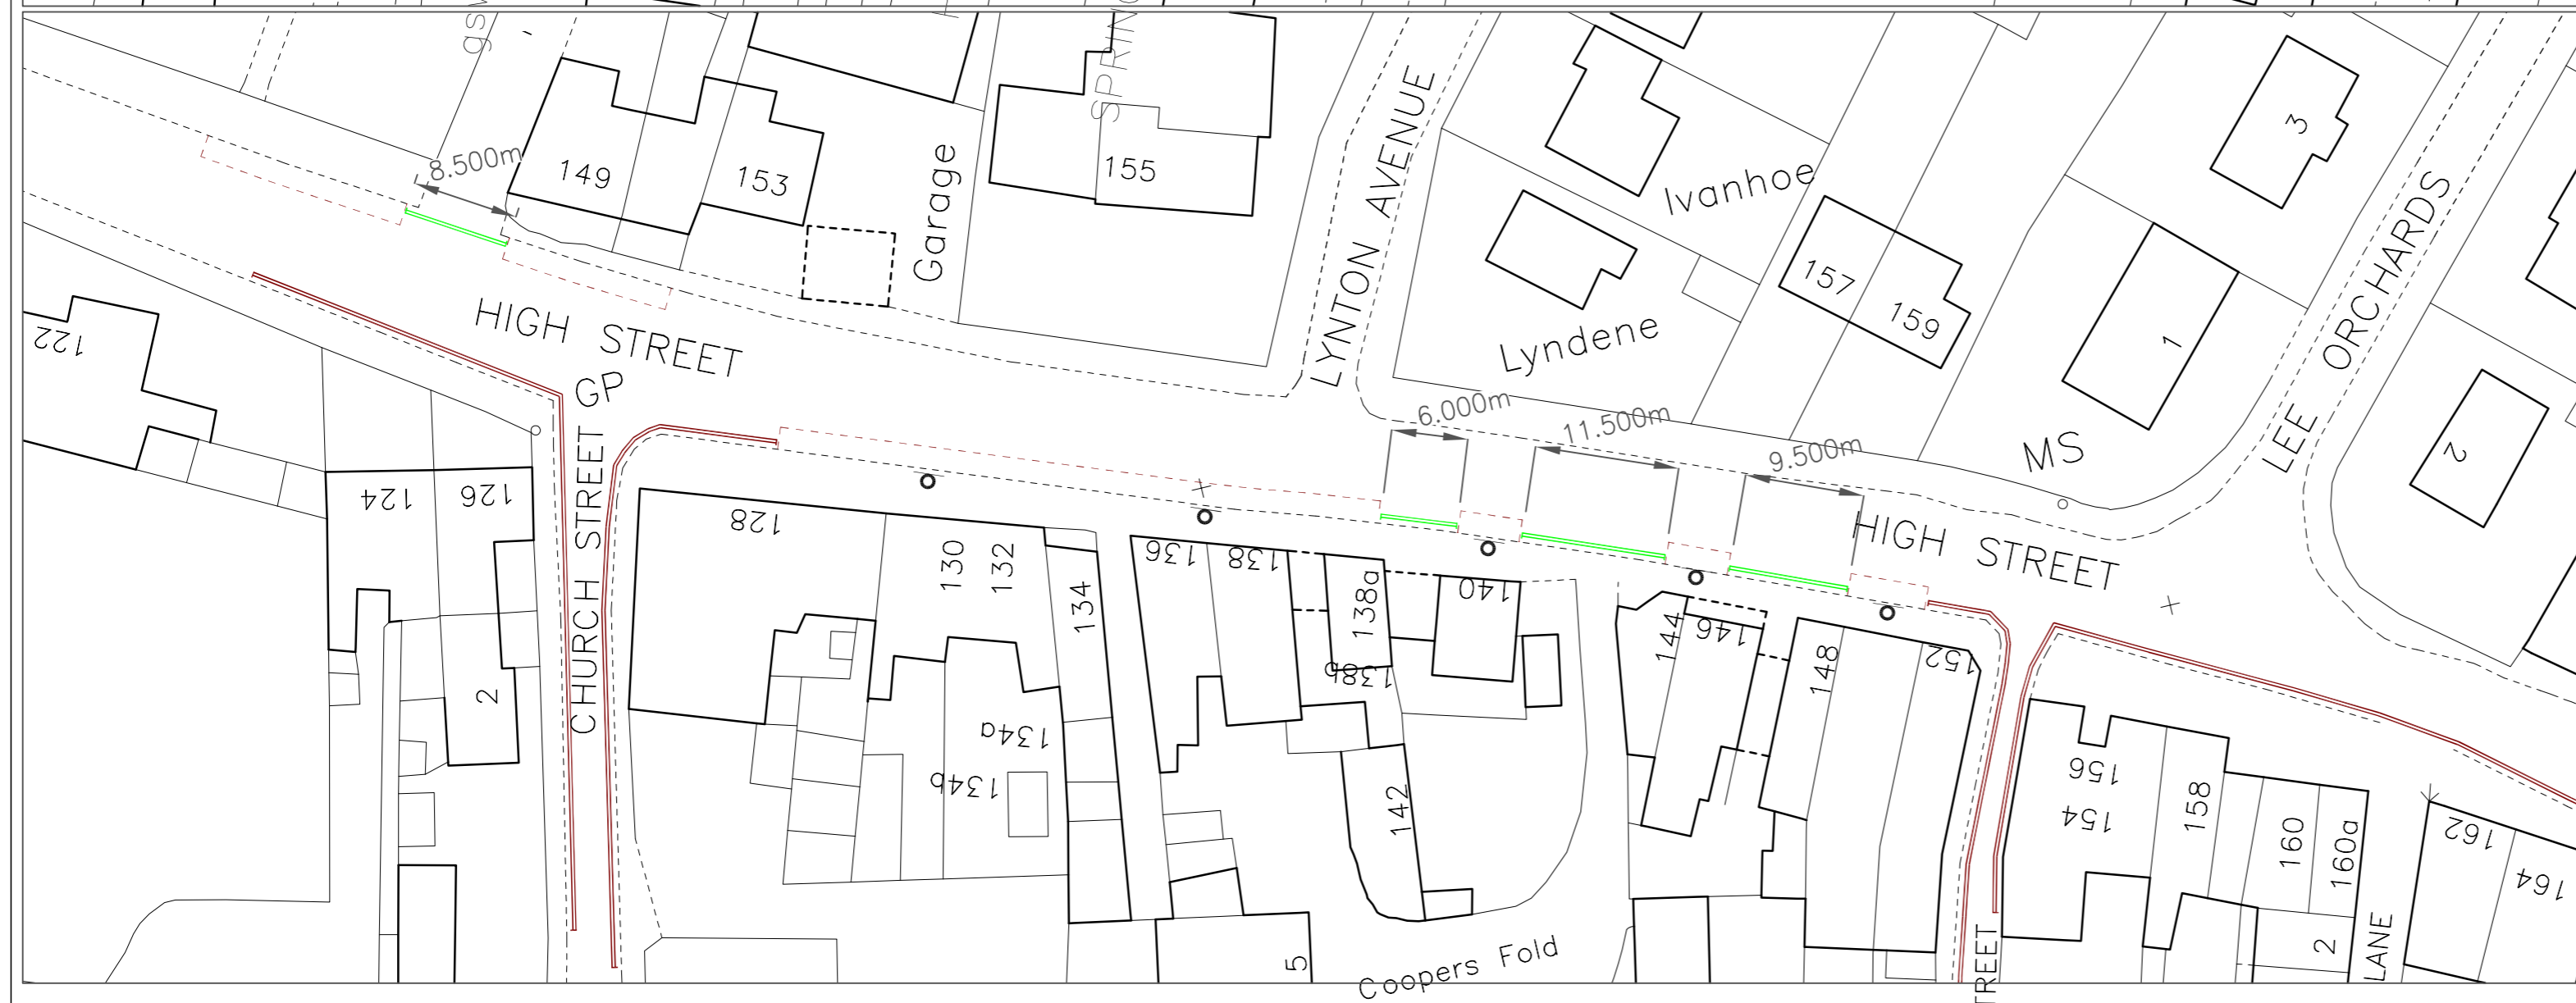 8.500m
149
153
Garage
155
LYNTON AVENUE
Ivanhoe
Lyndene
157
159
1
3
2
LEE ORCHARDS
MS
HIGH STREET
GP
CHURCH STREET
6.000m
11.500m
9.500m
HIGH STREET
122
124
126
2
128
130
132
134
134a
134b
136
138
138a
138b
140
142
144
146
148
152
156
154
158
160
160a
2
162
164
LANE
5
Coopers Fold